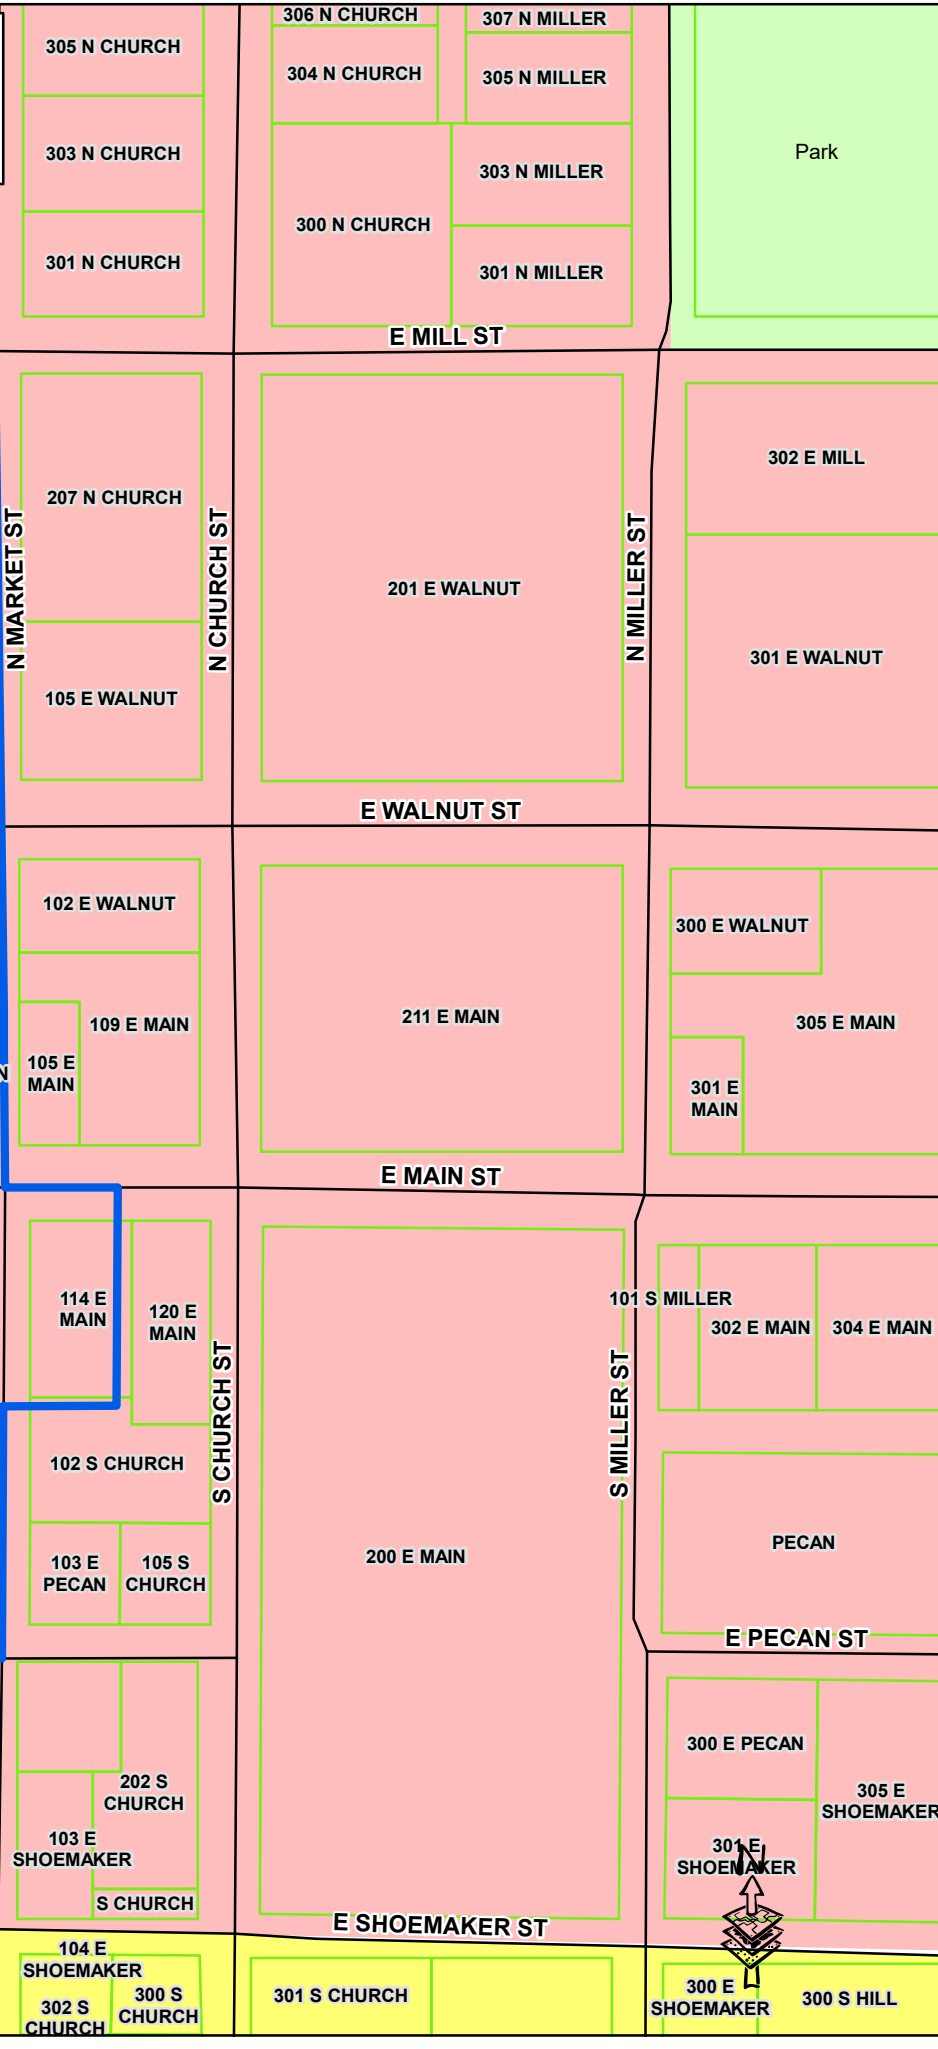 306 N CHURCH
307 N MILLER
305 N CHURCH
304 N CHURCH
305 N MILLER
Park
303 N CHURCH
303 N MILLER
300 N CHURCH
301 N CHURCH
301 N MILLER
E MILL ST
302 E MILL
207 N CHURCH
N MARKET ST
N CHURCH ST
N MILLER ST
201 E WALNUT
301 E WALNUT
105 E WALNUT
E WALNUT ST
102 E WALNUT
300 E WALNUT
211 E MAIN
109 E MAIN
305 E MAIN
N
105 E
MAIN
301 E
MAIN
E MAIN ST
114 E
MAIN
120 E
MAIN
101 S MILLER
302 E MAIN
304 E MAIN
S CHURCH ST
S MILLER ST
102 S CHURCH
200 E MAIN
PECAN
103 E
PECAN
105 S
CHURCH
E PECAN ST
300 E PECAN
202 S
CHURCH
305 E
SHOEMAKER
103 E
SHOEMAKER
301 E
SHOEMAKER
N
S CHURCH
E SHOEMAKER ST
104 E
SHOEMAKER
302 S
CHURCH
300 S
CHURCH
301 S CHURCH
300 E
SHOEMAKER
300 S HILL